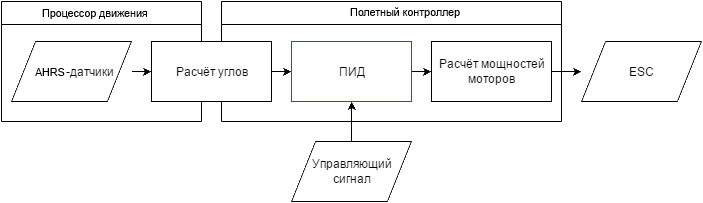 Процессор движения
Полетный контроллер
AHRS-датчики
Расчёт углов
ПИД
Расчёт мощностей
моторов
ESC
Управляющий
сигнал